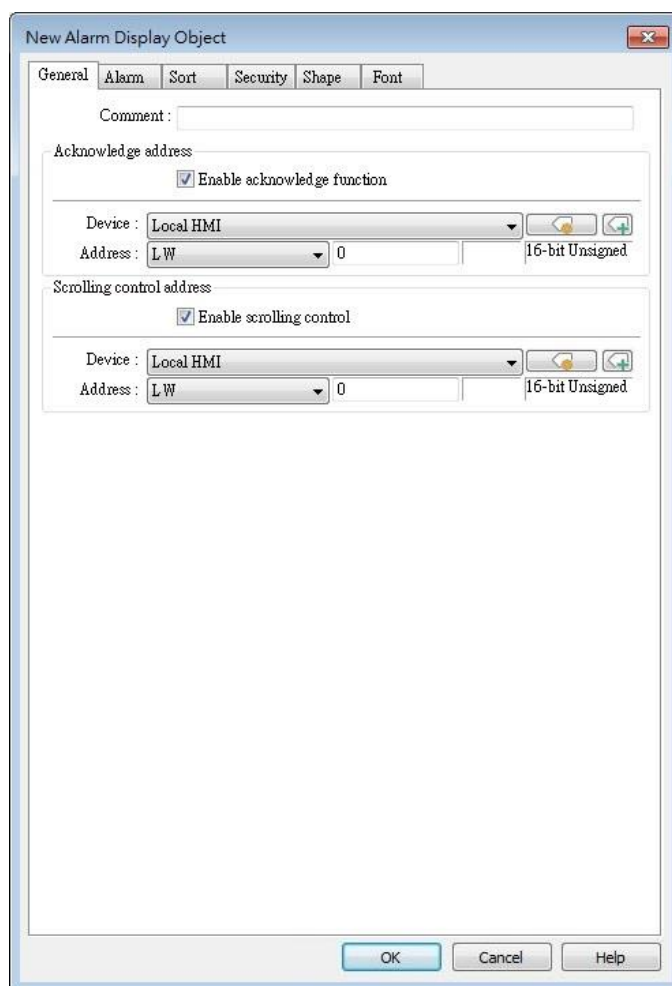 New Alarm Display Object
General Alarm Sort Security Shape Font
Comment :
Acknowledge address
Enable acknowledge function
Device : Local HMI
Address : LW 0 16-bit Unsigned
Scrolling control address
Enable scrolling control
Device : Local HMI
Address : LW 0 16-bit Unsigned
OK Cancel Help